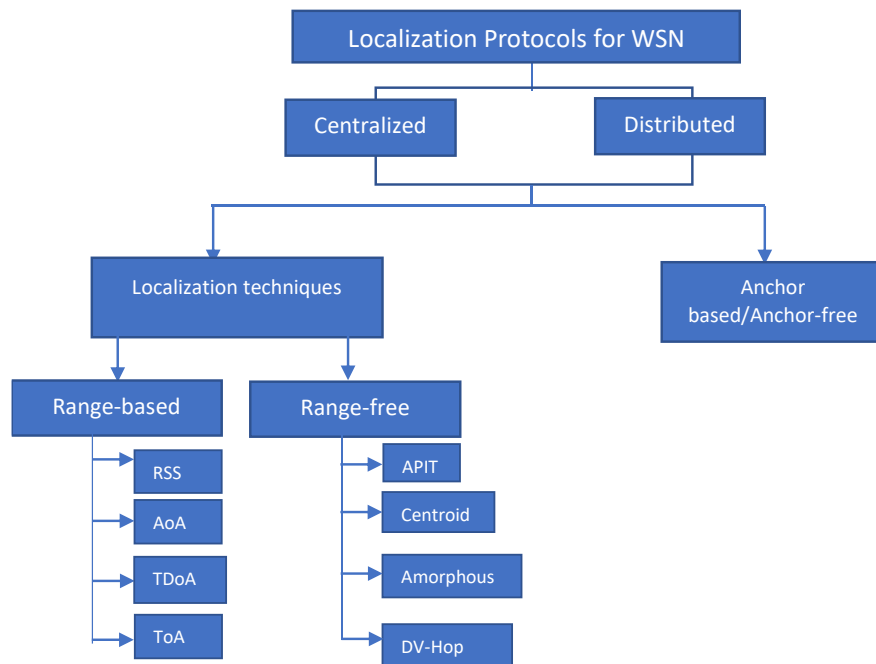 Localization Protocols for WSN
Centralized
Distributed
Localization techniques
Anchor
based/Anchor-free
Range-based
Range-free
RSS
AoA
TDoA
ToA
APIT
Centroid
Amorphous
DV-Hop